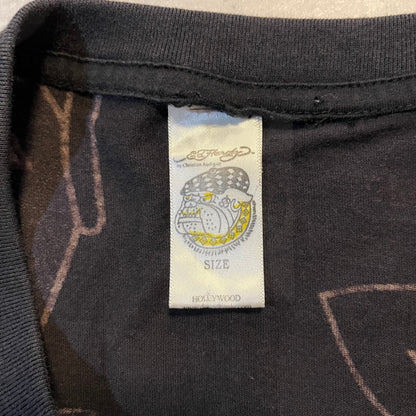 Ed Hardy
by Christian Audigier
SIZE
HOLLYWOOD